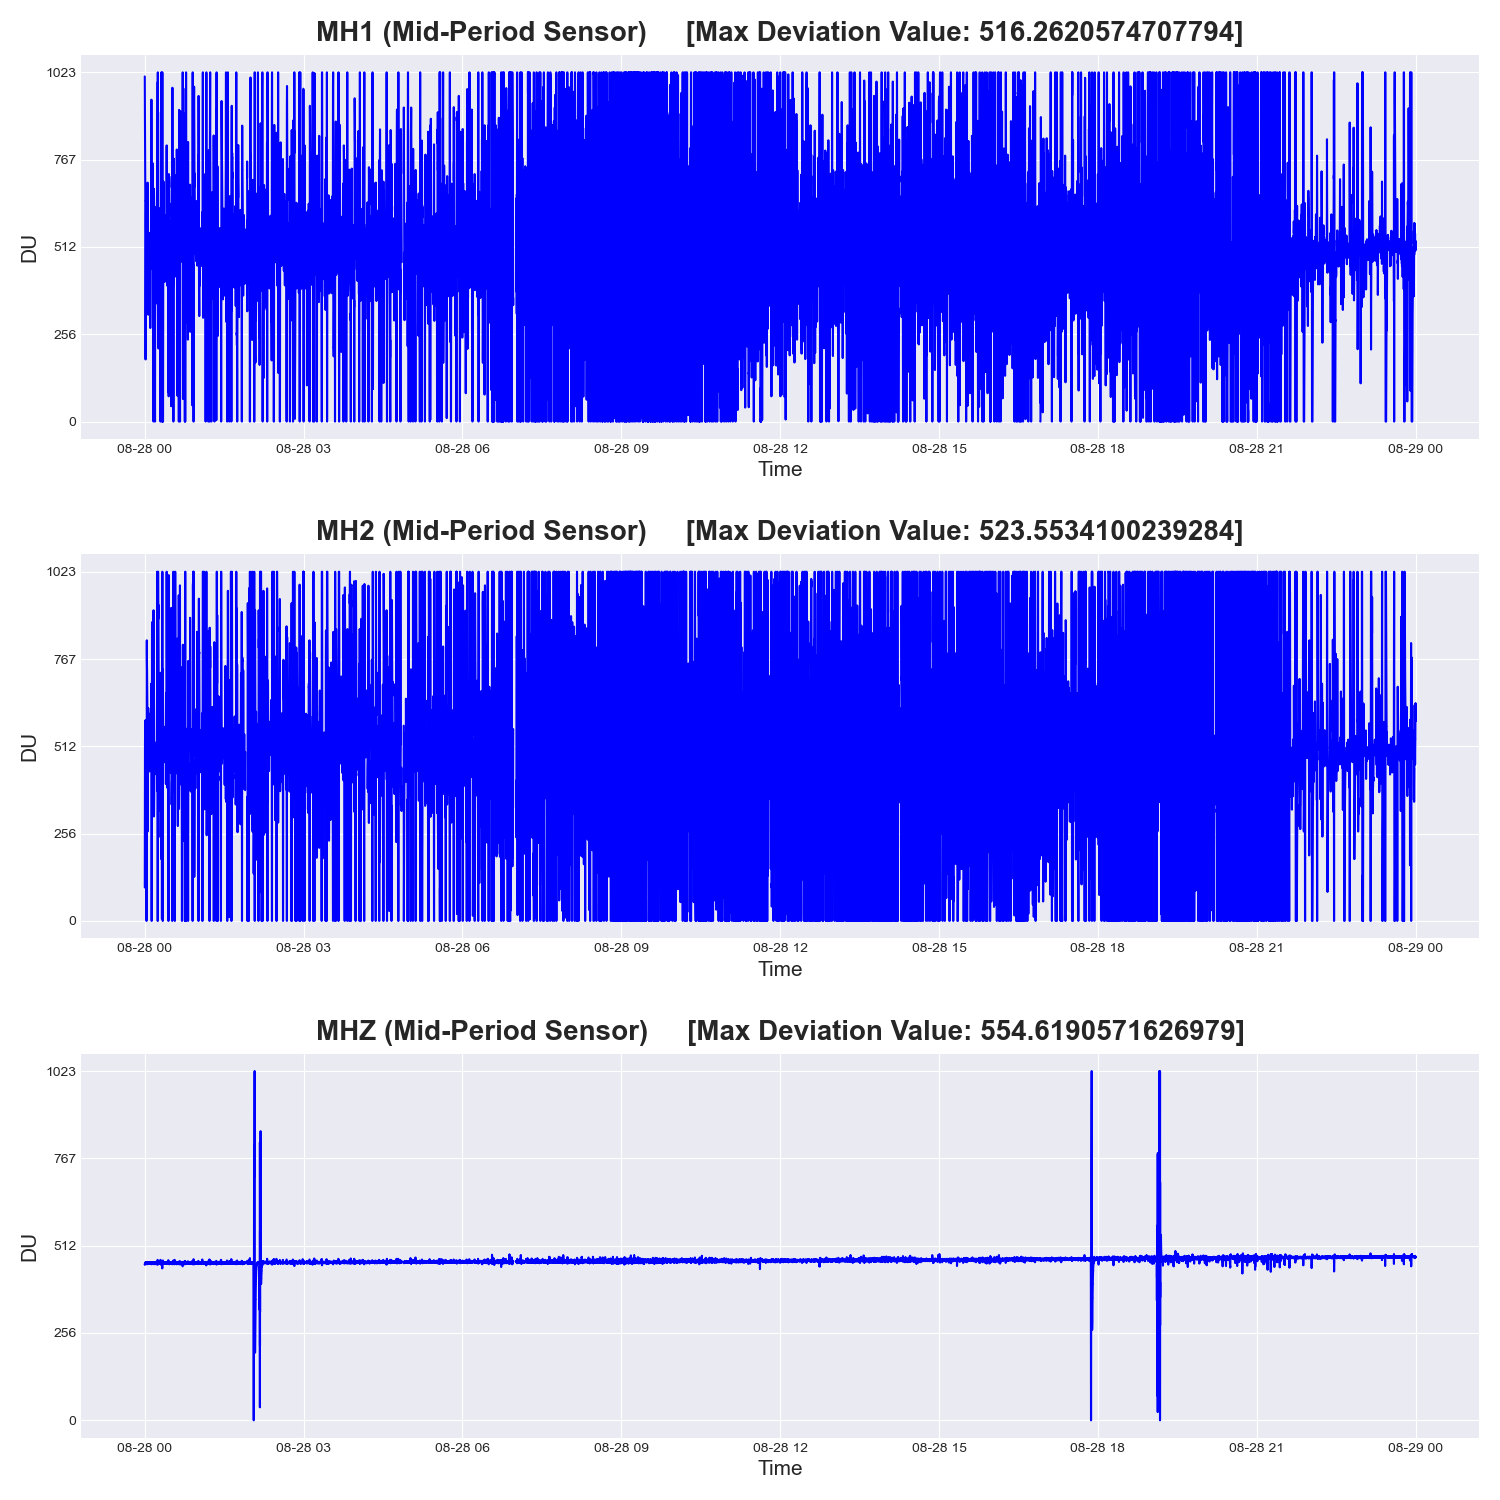 MH1 (Mid-Period Sensor) [Max Deviation Value: 516.2620574707794]
1023
767
512
256
0
DU
08-28 00 08-28 03 08-28 06 08-28 09 08-28 12 08-28 15 08-28 18 08-28 21 08-29 00
Time
MH2 (Mid-Period Sensor) [Max Deviation Value: 523.5534100239284]
1023
767
512
256
0
DU
08-28 00 08-28 03 08-28 06 08-28 09 08-28 12 08-28 15 08-28 18 08-28 21 08-29 00
Time
MHZ (Mid-Period Sensor) [Max Deviation Value: 554.6190571626979]
1023
767
512
256
0
DU
08-28 00 08-28 03 08-28 06 08-28 09 08-28 12 08-28 15 08-28 18 08-28 21 08-29 00
Time